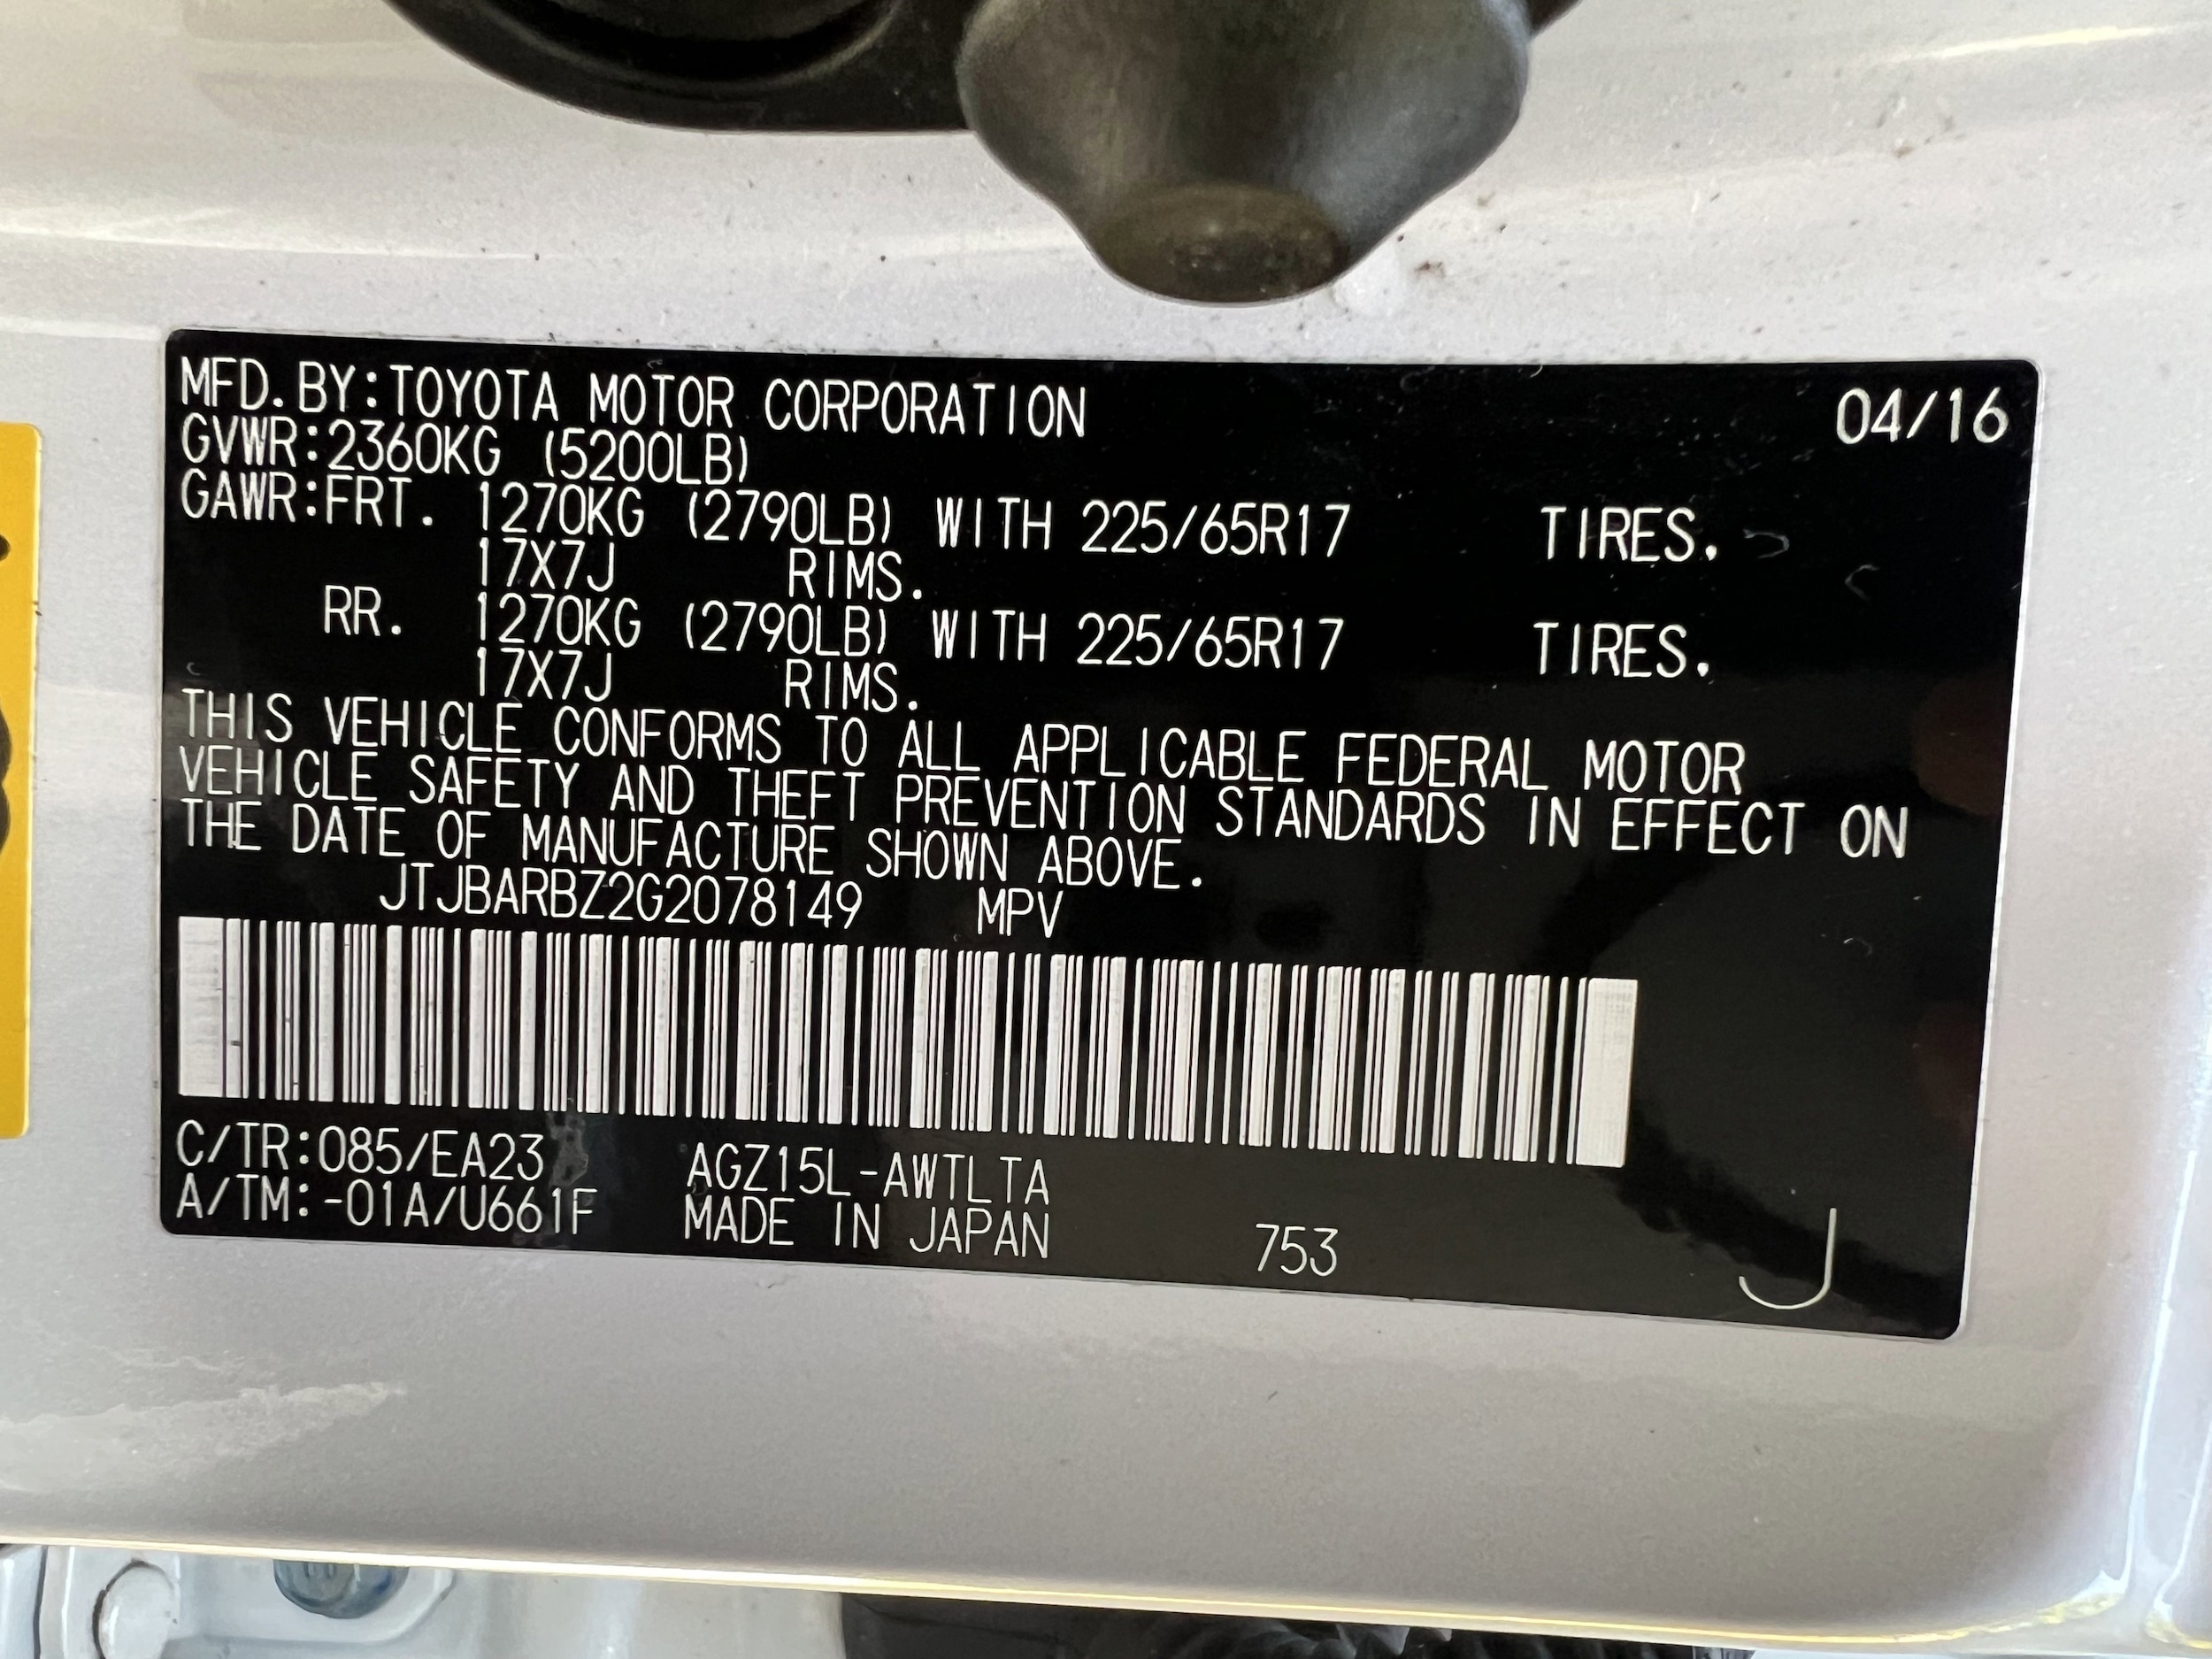 MFD.BY:TOYOTA MOTOR CORPORATION 04/16
GVWR:2360KG (5200LB)
GAWR:FRT. 1270KG (2790LB) WITH 225/65R17 TIRES.
17X7J RIMS.
RR. 1270KG (2790LB) WITH 225/65R17 TIRES.
17X7J RIMS.
THIS VEHICLE CONFORMS TO ALL APPLICABLE FEDERAL MOTOR
VEHICLE SAFETY AND THEFT PREVENTION STANDARDS IN EFFECT ON
THE DATE OF MANUFACTURE SHOWN ABOVE.
JTJBARBZ2G2078149 MPV
C/TR:085/EA23 AGZ15L-AWTLTA
A/TM:-01A/U661F MADE IN JAPAN 753 J